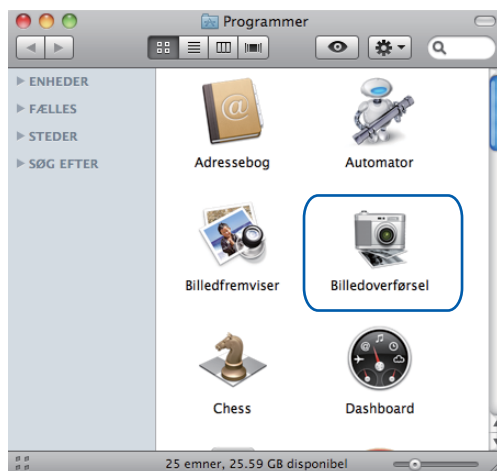 Programmer
ENHEDER
FÆLLES
STEDER
SØG EFTER
Adressebog
Automator
Billedfremviser
Billedoverførsel
Chess
Dashboard
25 emner, 25.59 GB disponibel